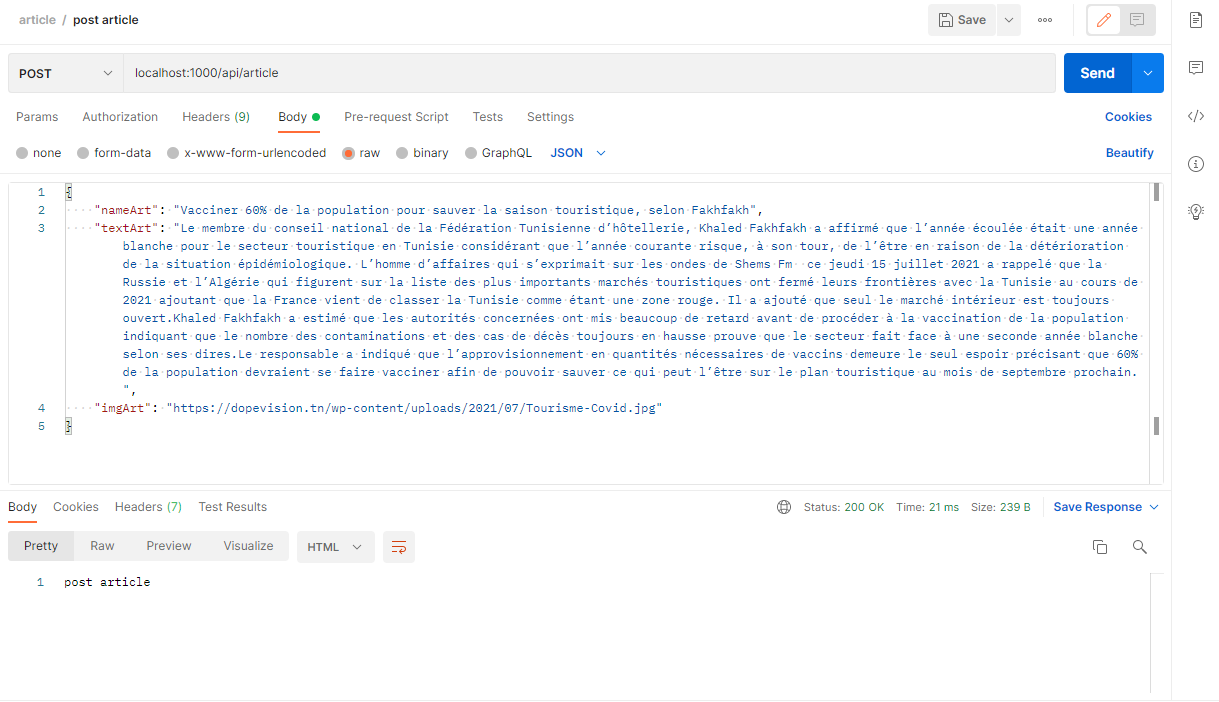 article / post article
Save
POST
localhost:1000/api/article
Send
Params Authorization Headers (9) Body Pre-request Script Tests Settings Cookies
none form-data x-www-form-urlencoded raw binary GraphQL JSON Beautify
1 {
2 "nameArt": "Vacciner 60% de la population pour sauver la saison touristique, selon Fakhfakh",
3 "textArt": "Le membre du conseil national de la Fédération Tunisienne d’hôtellerie, Khaled Fakhfakh a affirmé que l’année écoulée était une année
blanche pour le secteur touristique en Tunisie considérant que l’année courante risque, à son tour, de l’être en raison de la détérioration
de la situation épidémiologique. L’homme d’affaires qui s’exprimait sur les ondes de Shems Fm ce jeudi 15 juillet 2021 a rappelé que la
Russie et l’Algérie qui figurent sur la liste des plus importants marchés touristiques ont fermé leurs frontières avec la Tunisie au cours de
2021 ajoutant que la France vient de classer la Tunisie comme étant une zone rouge. Il a ajouté que seul le marché intérieur est toujours
ouvert.Khaled Fakhfakh a estimé que les autorités concernées ont mis beaucoup de retard avant de procéder à la vaccination de la population
indiquant que le nombre des contaminations et des cas de décès toujours en hausse prouve que le secteur fait face à une seconde année blanche
selon ses dires.Le responsable a indiqué que l’approvisionnement en quantités nécessaires de vaccins demeure le seul espoir précisant que 60%
de la population devraient se faire vacciner afin de pouvoir sauver ce qui peut l’être sur le plan touristique au mois de septembre prochain.
",
4 "imgArt": "https://dopevision.tn/wp-content/uploads/2021/07/Tourisme-Covid.jpg"
5 }
Body Cookies Headers (7) Test Results Status: 200 OK Time: 21 ms Size: 239 B Save Response
Pretty Raw Preview Visualize HTML
1 post article